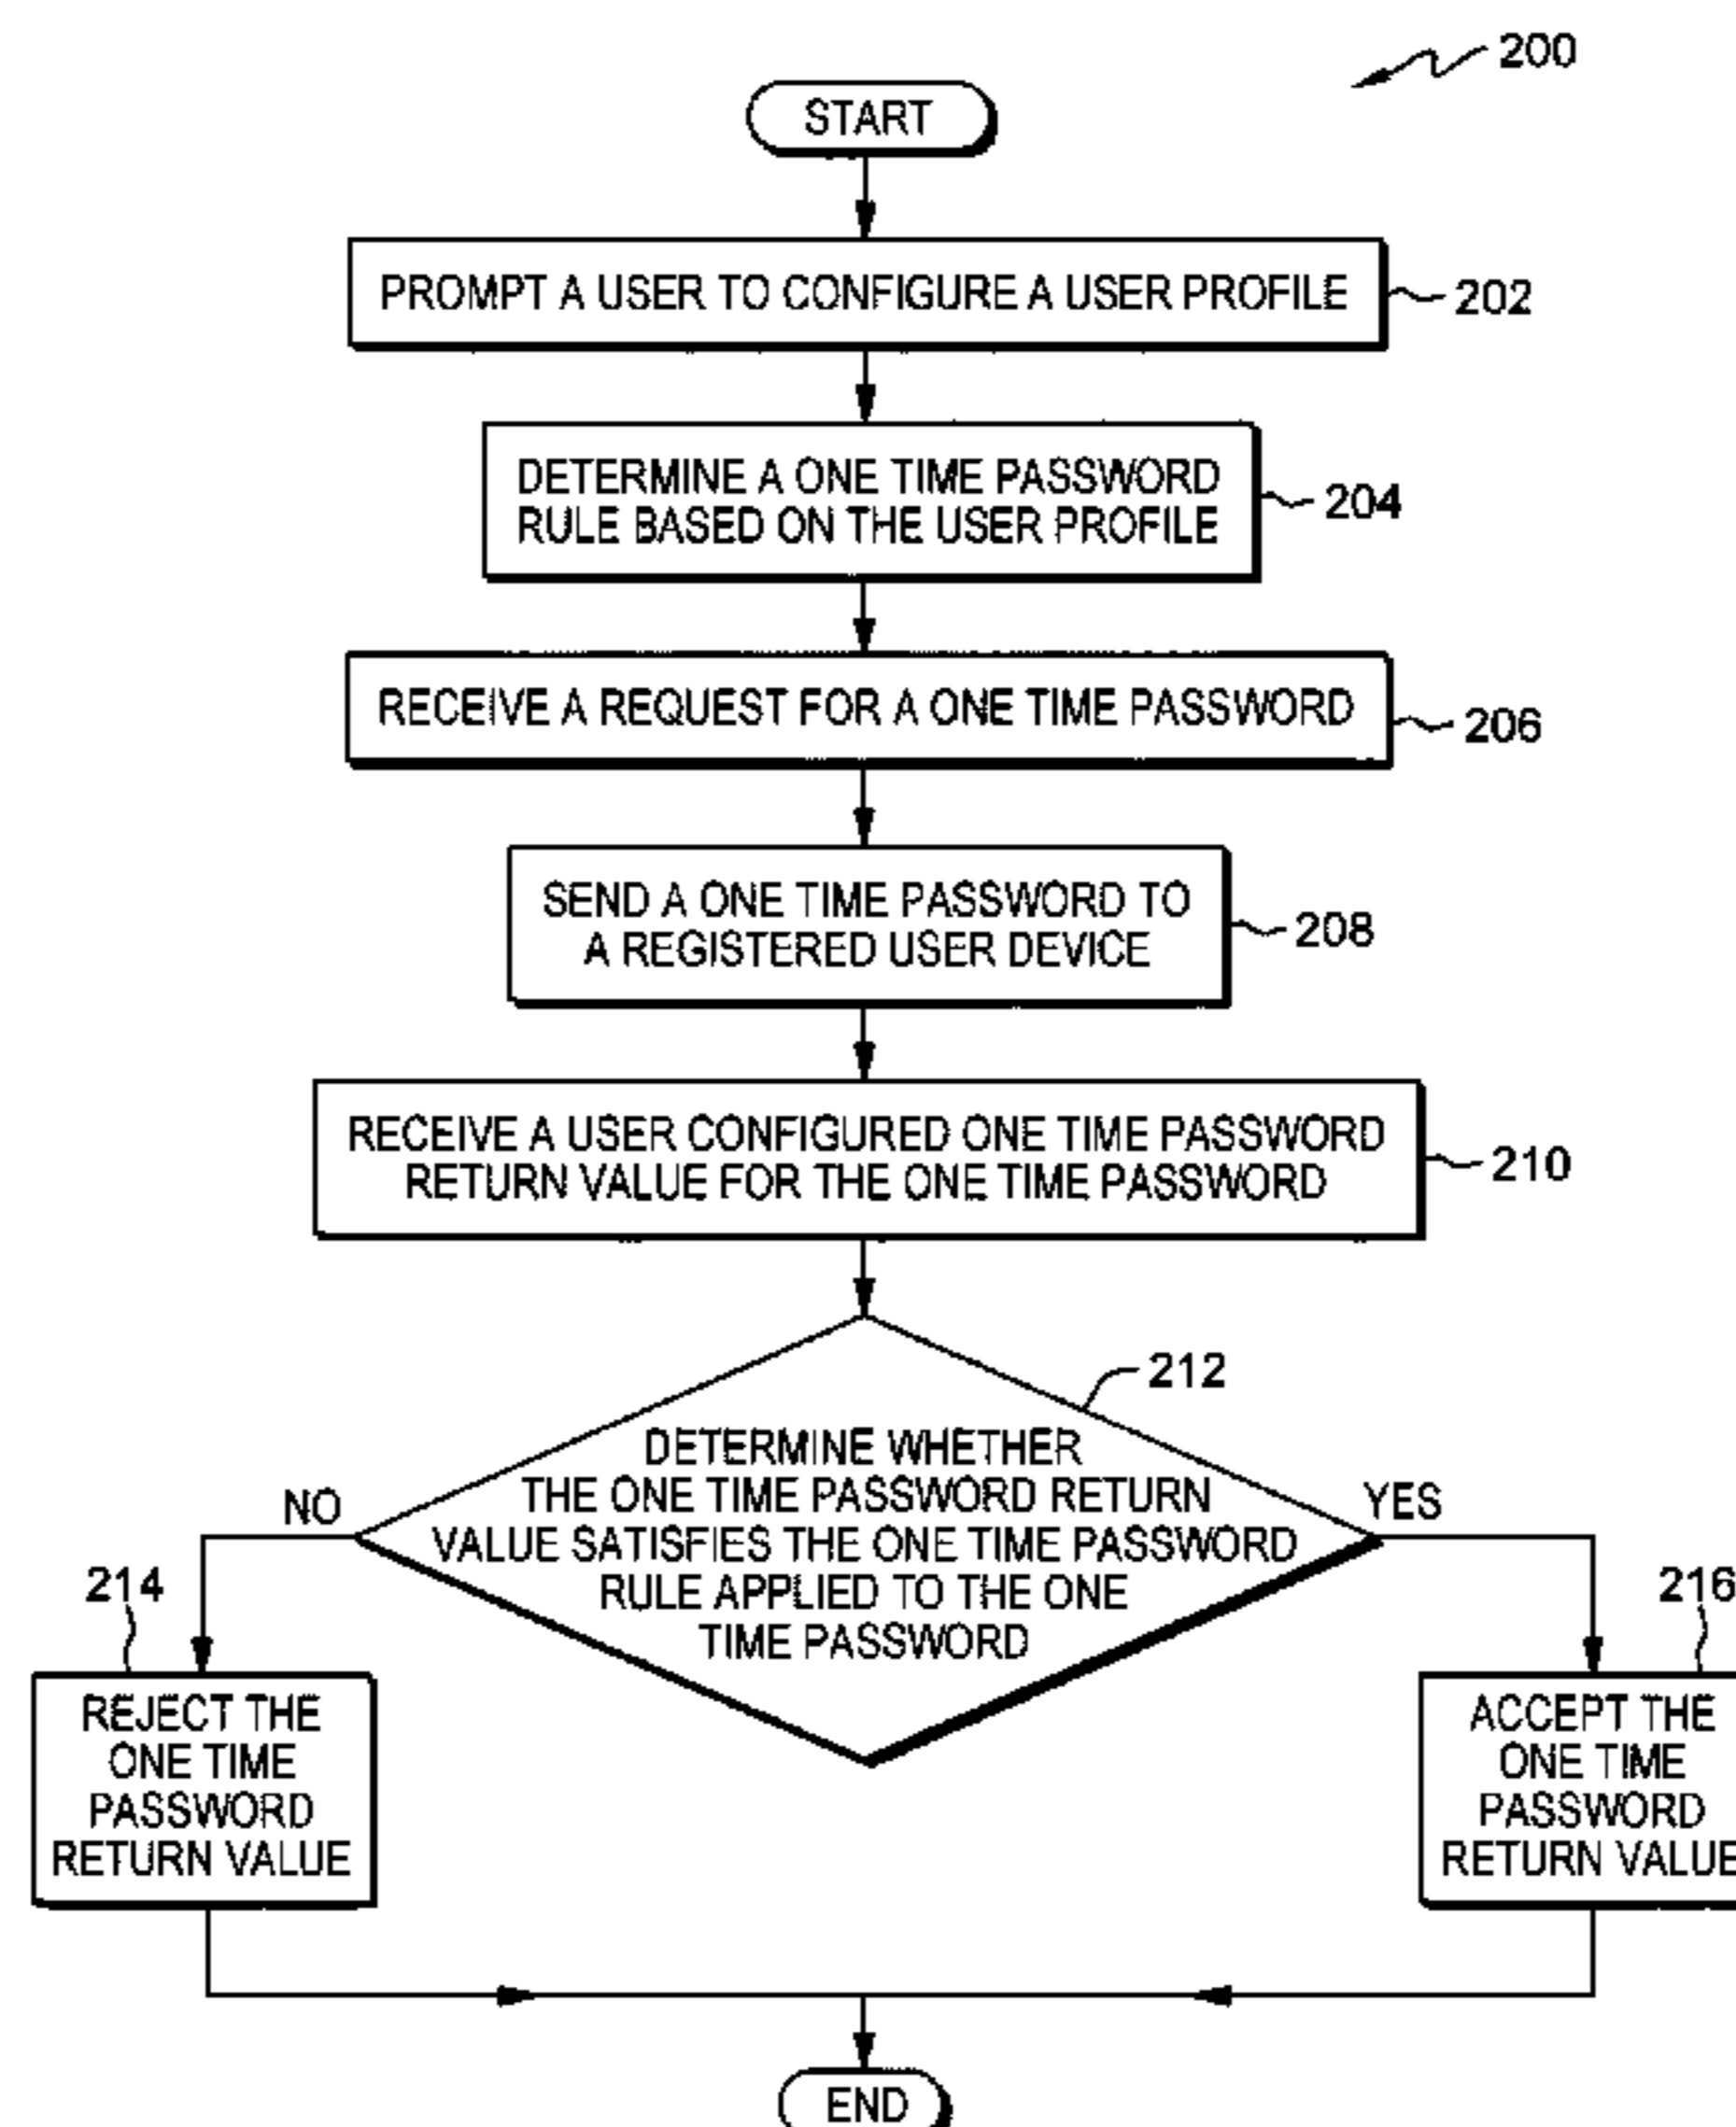 200
START
PROMPT A USER TO CONFIGURE A USER PROFILE
202
DETERMINE A ONE TIME PASSWORD
RULE BASED ON THE USER PROFILE
204
RECEIVE A REQUEST FOR A ONE TIME PASSWORD
206
SEND A ONE TIME PASSWORD TO
A REGISTERED USER DEVICE
208
RECEIVE A USER CONFIGURED ONE TIME PASSWORD
RETURN VALUE FOR THE ONE TIME PASSWORD
210
212
DETERMINE WHETHER
THE ONE TIME PASSWORD RETURN
VALUE SATISFIES THE ONE TIME PASSWORD
RULE APPLIED TO THE ONE
TIME PASSWORD
NO
YES
214
REJECT THE
ONE TIME
PASSWORD
RETURN VALUE
216
ACCEPT THE
ONE TIME
PASSWORD
RETURN VALUE
END